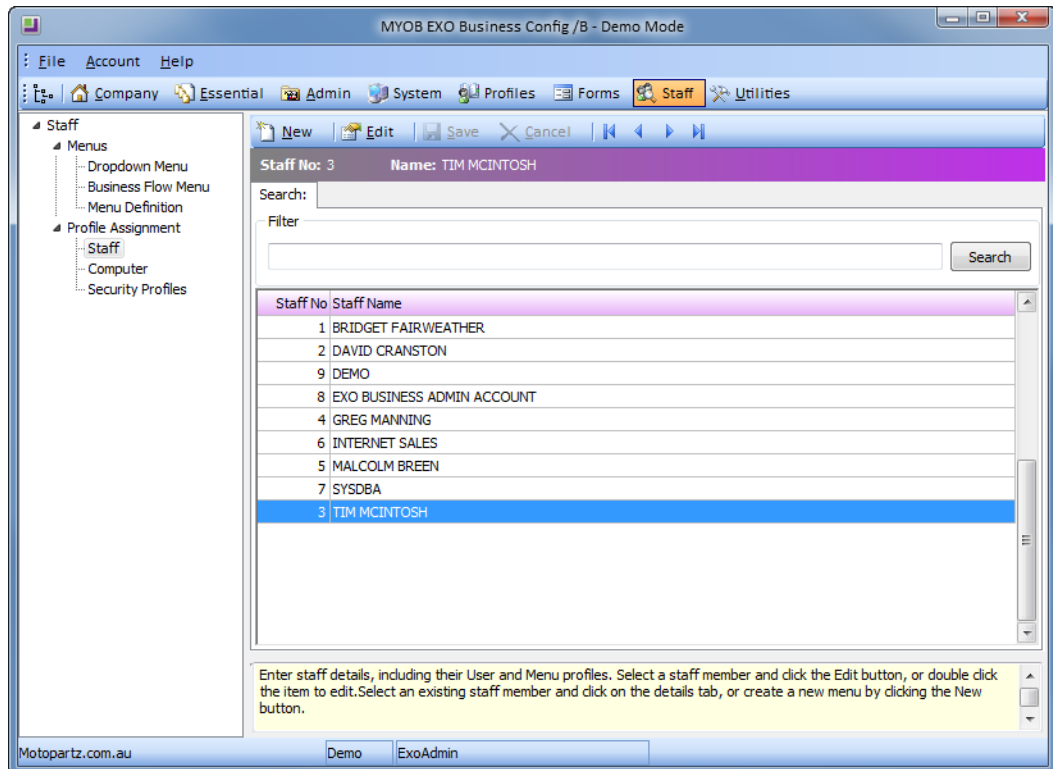 MYOB EXO Business Config /B - Demo Mode
File Account Help
Company Essential Admin System Profiles Forms Staff Utilities
Staff
Menus
Dropdown Menu
Business Flow Menu
Menu Definition
Profile Assignment
Staff
Computer
Security Profiles
New Edit Save Cancel
Staff No: 3 Name: TIM MCINTOSH
Search:
Filter
Search
Staff No Staff Name
1 BRIDGET FAIRWEATHER
2 DAVID CRANSTON
9 DEMO
8 EXO BUSINESS ADMIN ACCOUNT
4 GREG MANNING
6 INTERNET SALES
5 MALCOLM BREEN
7 SYSDBA
3 TIM MCINTOSH
Enter staff details, including their User and Menu profiles. Select a staff member and click the Edit button, or double click
the item to edit.Select an existing staff member and click on the details tab, or create a new menu by clicking the New
button.
Motopartz.com.au Demo ExoAdmin